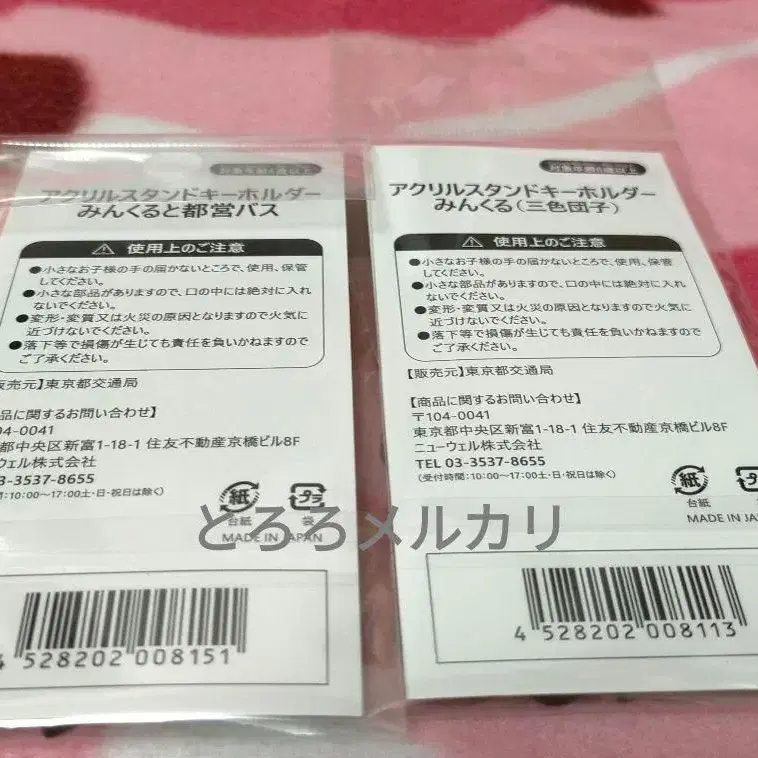 対象年齢6歳以上
アクリルスタンドキーホルダー
みんくると都営バス
⚠ 使用上のご注意
●小さなお子様の手の届かないところで、使用、保管
してください。
●小さな部品がありますので、口の中には絶対に入れ
ないでください。
●変形・変質又は火災の原因となりますので火気に
近づけないでください。
●落下等で損傷が生じても責任を負いかねますので
ご了承ください。
販売元】東京都交通局
品に関するお問い合わせ】
04-0041
都中央区新富1-18-1 住友不動産京橋ビル8F
ニューウェル株式会社
3-3537-8655
間:10:00~17:00土・日・祝日は除く)
紙
台紙
プラ
袋
MADE IN JAPAN
4 528202 008151
対象年齢6歳以上
アクリルスタンドキーホルダー
みんくる(三色団子)
⚠ 使用上のご注意
●小さなお子様の手の届かないところで、使用、保管
してください。
●小さな部品がありますので、口の中には絶対に入れ
ないでください。
●変形・変質又は火災の原因となりますので火気に
近づけないでください。
●落下等で損傷が生じても責任を負いかねますので
ご了承ください。
【販売元】東京都交通局
【商品に関するお問い合わせ】
〒104-0041
東京都中央区新富1-18-1 住友不動産京橋ビル8F
ニューウェル株式会社
TEL 03-3537-8655
(受付時間:10:00~17:00土・日・祝日は除く)
紙
台紙
MADE IN JAPA
4 528202 008113
とろろメルカリ